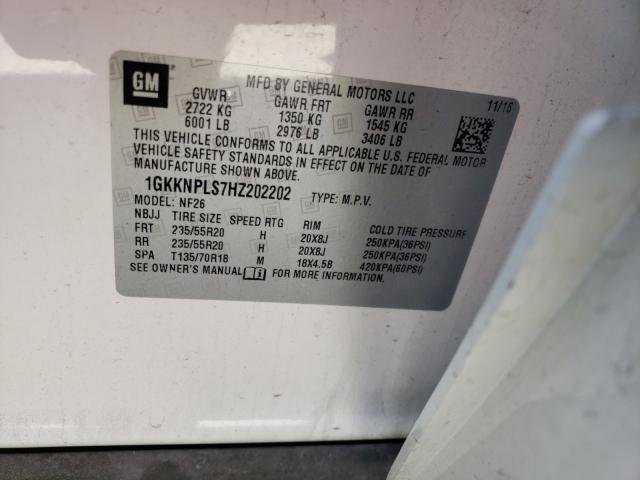 GM
MFD BY GENERAL MOTORS LLC
11/16
GVWR GAWR FRT GAWR RR
2722 KG 1350 KG 1545 KG
6001 LB 2976 LB 3406 LB
THIS VEHICLE CONFORMS TO ALL APPLICABLE U.S. FEDERAL MOTOR
VEHICLE SAFETY STANDARDS IN EFFECT ON THE DATE OF
MANUFACTURE SHOWN ABOVE.
1GKKNPLS7HZ202202 TYPE: M.P.V.
MODEL: NF26
NBJJ TIRE SIZE SPEED RTG RIM COLD TIRE PRESSURE
FRT 235/55R20 H 20X8J 250KPA(36PSI)
RR 235/55R20 H 20X8J 250KPA(36PSI)
SPA T135/70R18 M 18X4.5B 420KPA(60PSI)
SEE OWNER'S MANUAL FOR MORE INFORMATION.